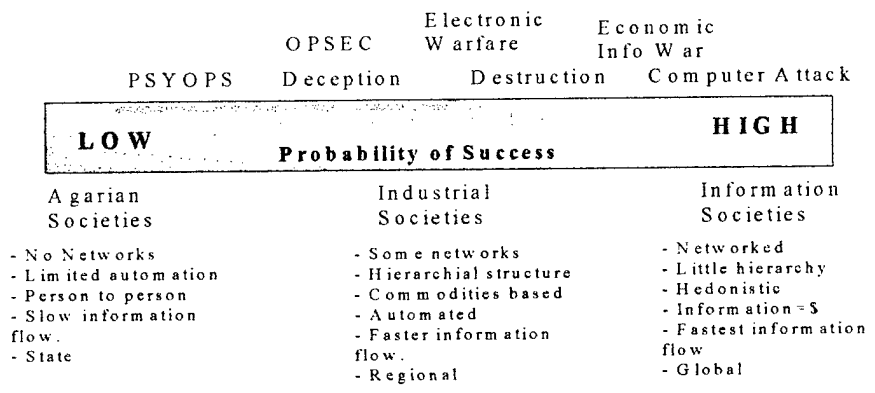 Electronic
Warfare
Economic
Info War
OPSEC
PSYOPS
Deception
Destruction
Computer Attack
LOW
Probability of Success
HIGH
Agarian
Societies
- No Networks
- Limited automation
- Person to person
- Slow information
flow.
- State
Industrial
Societies
- Some networks
- Hierarchial structure
- Commodities based
- Automated
- Faster information
flow.
- Regional
Information
Societies
- Networked
- Little hierarchy
- Hedonistic
- Information = $
- Fastest information
flow
- Global